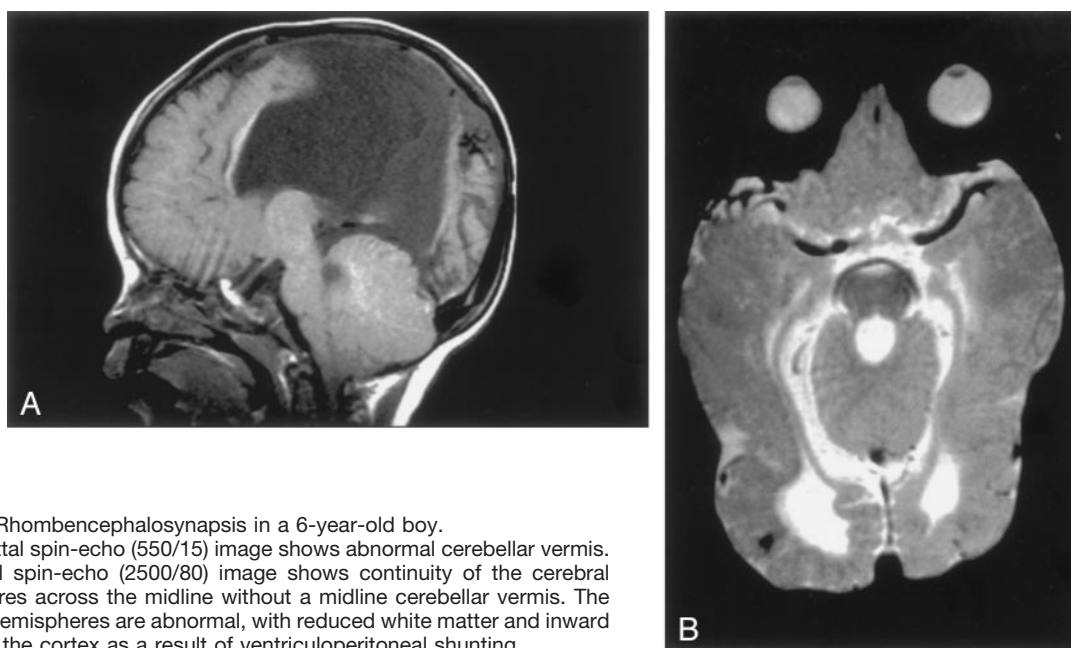 A
B
Rhombencephalosynapsis in a 6-year-old boy.
ttal spin-echo (550/15) image shows abnormal cerebellar vermis.
l spin-echo (2500/80) image shows continuity of the cerebral
res across the midline without a midline cerebellar vermis. The
hemispheres are abnormal, with reduced white matter and inward
the cortex as a result of ventriculoperitoneal shunting.